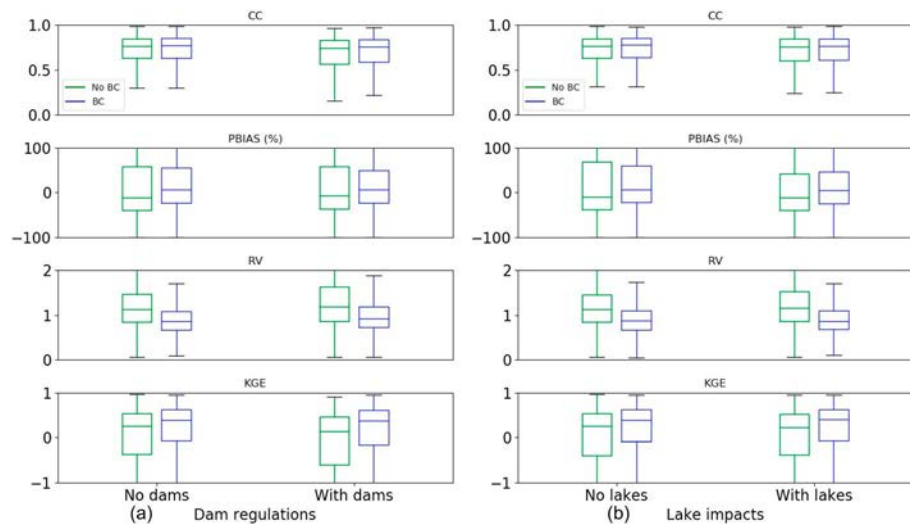 CC
1.0
0.5
0.0
No BC
BC
PBIAS (%)
100
0
−100
RV
2
1
0
KGE
1
0
−1
No dams
With dams
(a) Dam regulations
CC
1.0
0.5
0.0
No BC
BC
PBIAS (%)
100
0
−100
RV
2
1
0
KGE
1
0
−1
No lakes
With lakes
(b) Lake impacts